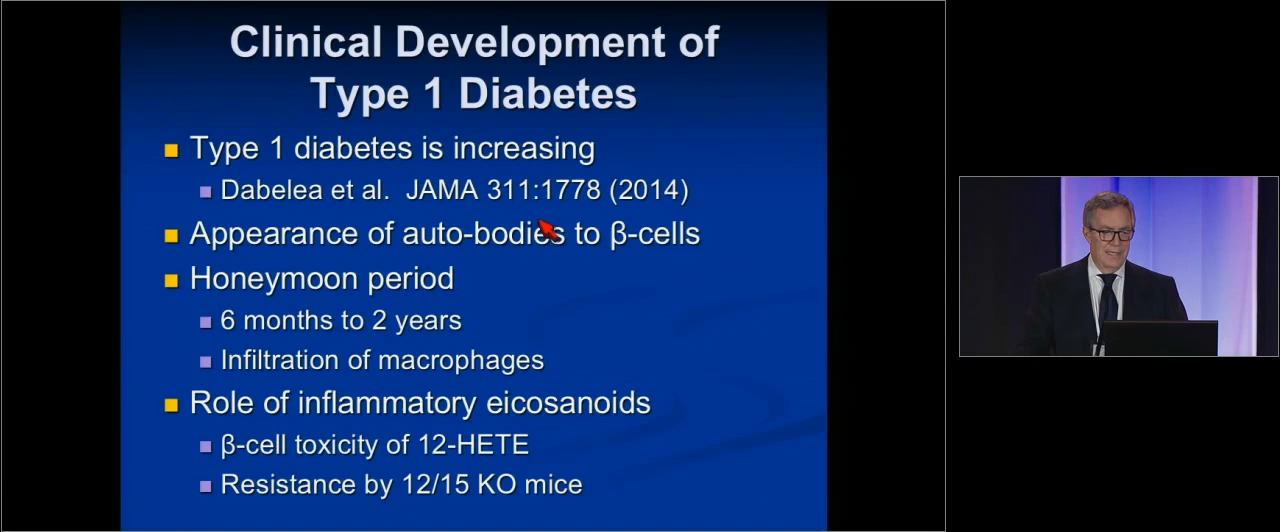 Clinical Development of
Type 1 Diabetes
Type 1 diabetes is increasing
Dabelea et al. JAMA 311:1778 (2014)
Appearance of auto-bodies to β-cells
Honeymoon period
6 months to 2 years
Infiltration of macrophages
Role of inflammatory eicosanoids
β-cell toxicity of 12-HETE
Resistance by 12/15 KO mice